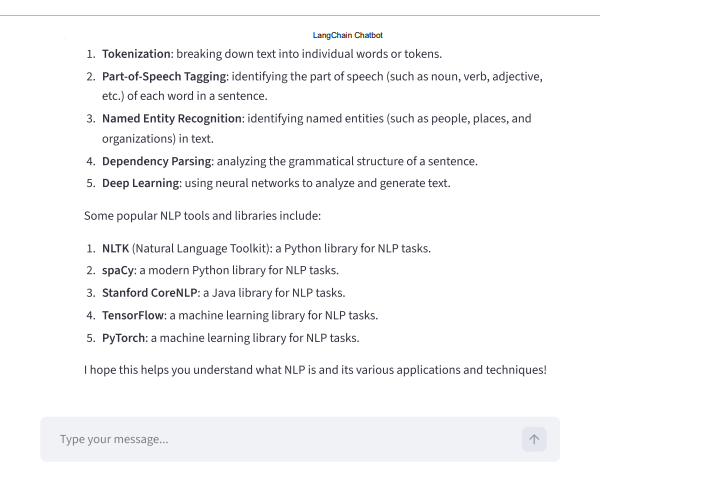 LangChain Chatbot
1. Tokenization: breaking down text into individual words or tokens.
2. Part-of-Speech Tagging: identifying the part of speech (such as noun, verb, adjective,
etc.) of each word in a sentence.
3. Named Entity Recognition: identifying named entities (such as people, places, and
organizations) in text.
4. Dependency Parsing: analyzing the grammatical structure of a sentence.
5. Deep Learning: using neural networks to analyze and generate text.
Some popular NLP tools and libraries include:
1. NLTK (Natural Language Toolkit): a Python library for NLP tasks.
2. spaCy: a modern Python library for NLP tasks.
3. Stanford CoreNLP: a Java library for NLP tasks.
4. TensorFlow: a machine learning library for NLP tasks.
5. PyTorch: a machine learning library for NLP tasks.
I hope this helps you understand what NLP is and its various applications and techniques!
Type your message...